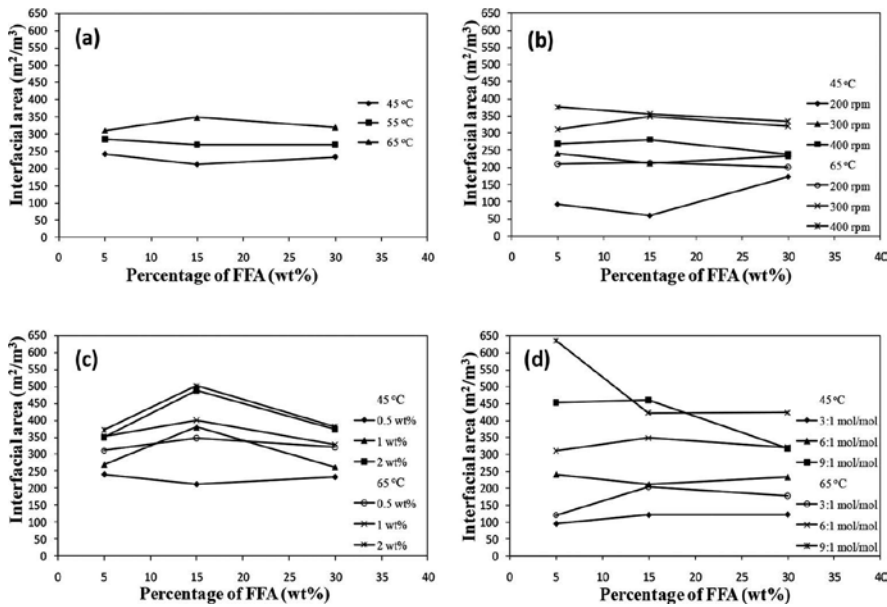 (a)
Interfacial area (m²/m³)
650
600
550
500
450
400
350
300
250
200
150
100
50
0
0 5 10 15 20 25 30 35 40
Percentage of FFA (wt%)
45 °C
55 °C
65 °C
(b)
Interfacial area (m²/m³)
650
600
550
500
450
400
350
300
250
200
150
100
50
0
0 5 10 15 20 25 30 35 40
Percentage of FFA (wt%)
45 °C
200 rpm
300 rpm
400 rpm
65 °C
200 rpm
300 rpm
400 rpm
(c)
Interfacial area (m²/m³)
650
600
550
500
450
400
350
300
250
200
150
100
50
0
0 5 10 15 20 25 30 35 40
Percentage of FFA (wt%)
45 °C
0.5 wt%
1 wt%
2 wt%
65 °C
0.5 wt%
1 wt%
2 wt%
(d)
Interfacial area (m²/m³)
650
600
550
500
450
400
350
300
250
200
150
100
50
0
0 5 10 15 20 25 30 35 40
Percentage of FFA (wt%)
45 °C
3:1 mol/mol
6:1 mol/mol
9:1 mol/mol
65 °C
3:1 mol/mol
6:1 mol/mol
9:1 mol/mol